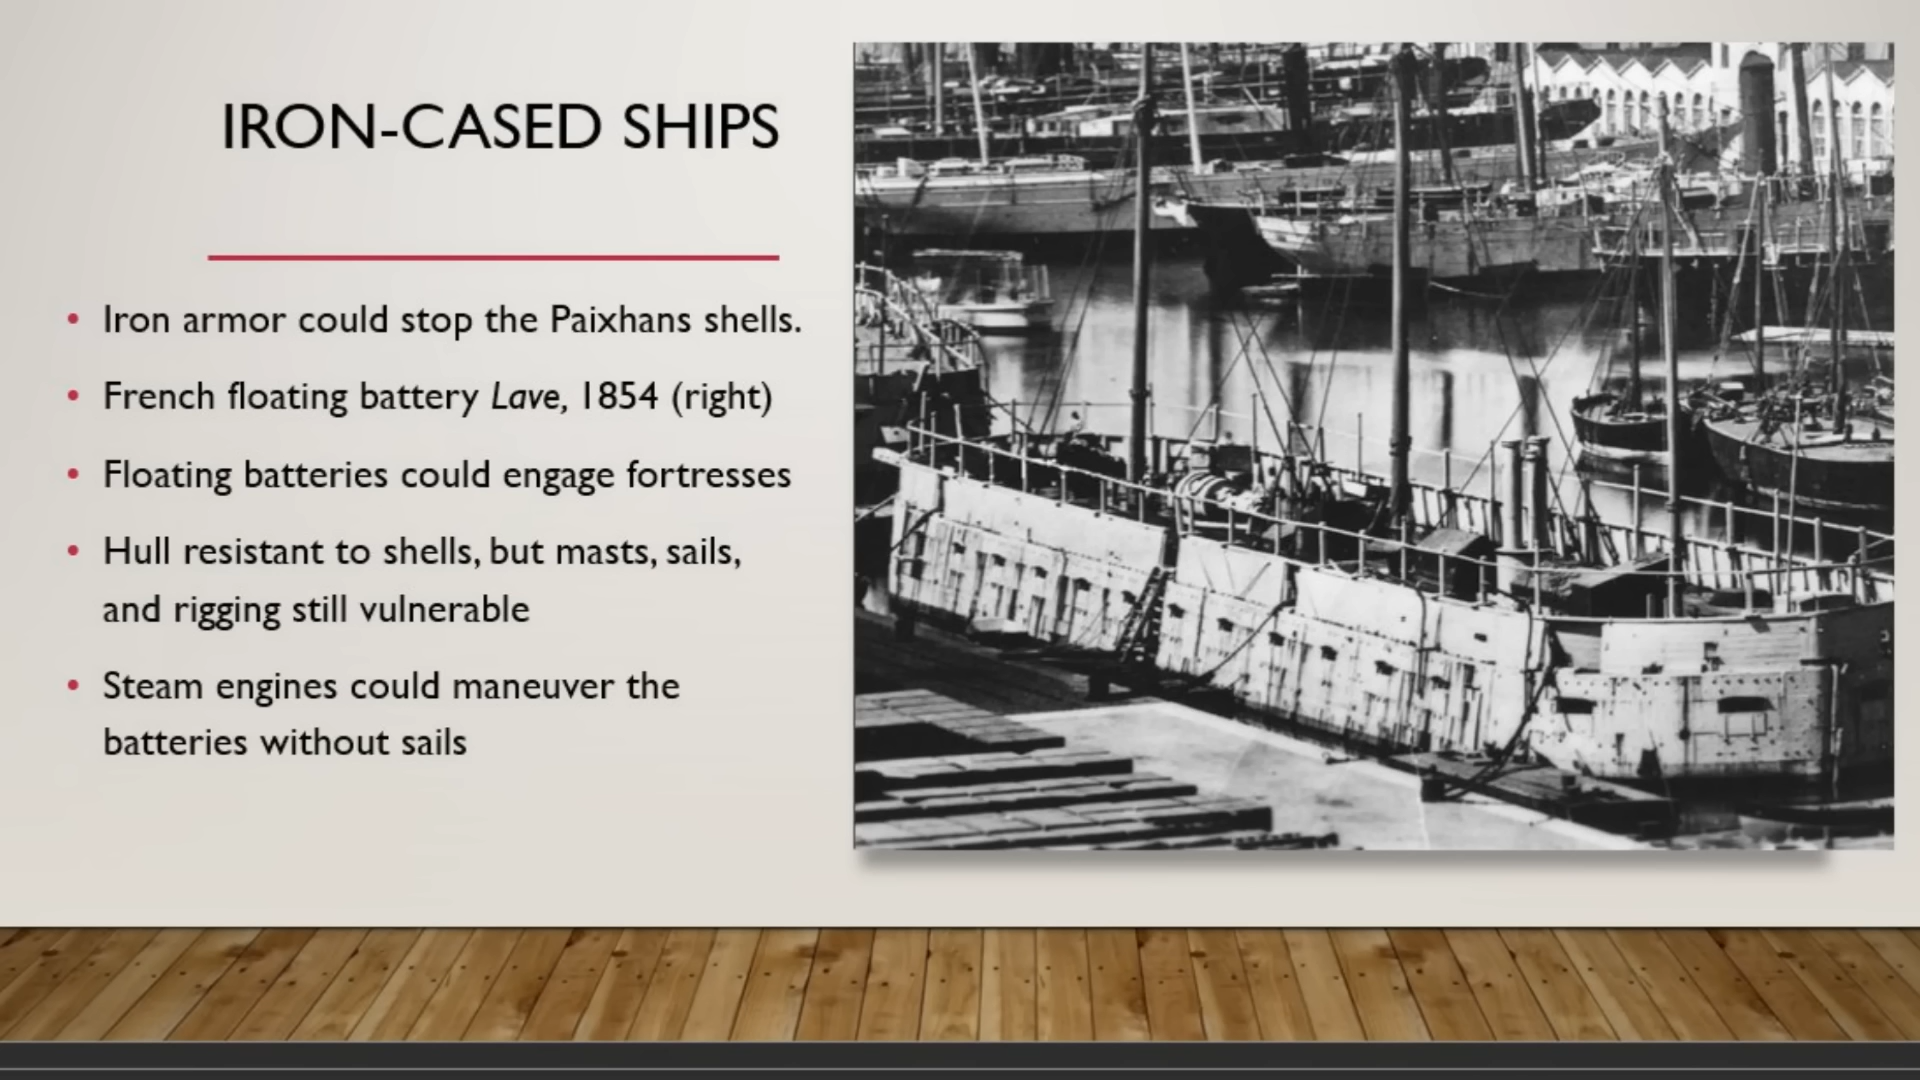 IRON-CASED SHIPS
• Iron armor could stop the Paixhans shells.
• French floating battery Lave, 1854 (right)
• Floating batteries could engage fortresses
• Hull resistant to shells, but masts, sails,
and rigging still vulnerable
• Steam engines could maneuver the
batteries without sails